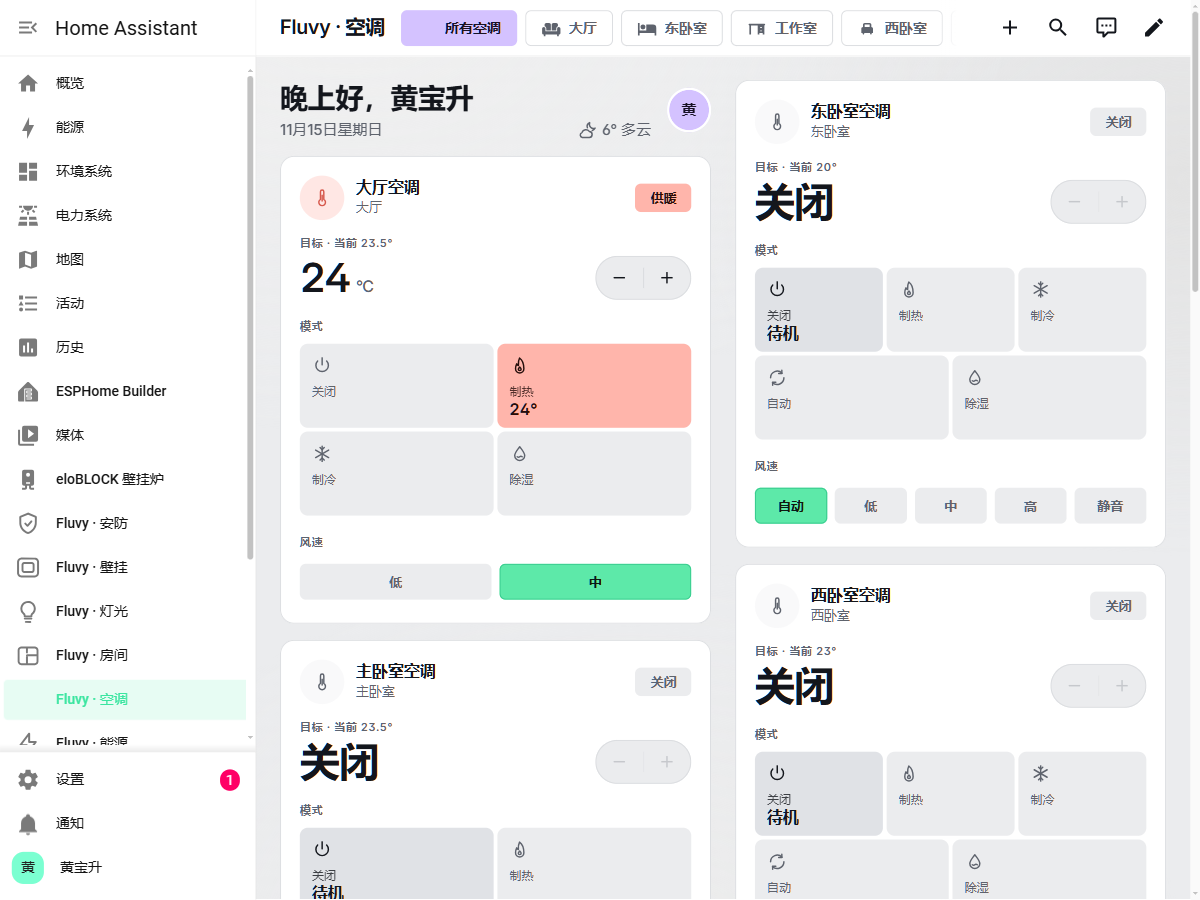 Home Assistant
概览
能源
环境系统
电力系统
地图
活动
历史
ESPHome Builder
媒体
eloBLOCK 壁挂炉
Fluvy · 安防
Fluvy · 壁挂
Fluvy · 灯光
Fluvy · 房间
Fluvy · 空调
Fluvy · 能源
设置
1
通知
黄
黄宝升
Fluvy · 空调
所有空调
大厅
东卧室
工作室
西卧室
晚上好，黄宝升
11月15日星期日
6° 多云
黄
大厅空调
大厅
供暖
目标 · 当前 23.5°
24 °C
模式
关闭
制热
24°
制冷
除湿
风速
低
中
主卧室空调
主卧室
关闭
目标 · 当前 23.5°
关闭
模式
关闭
待机
制热
东卧室空调
东卧室
关闭
目标 · 当前 20°
关闭
模式
关闭
待机
制热
制冷
自动
除湿
风速
自动
低
中
高
静音
西卧室空调
西卧室
关闭
目标 · 当前 23°
关闭
模式
关闭
待机
制热
制冷
自动
除湿